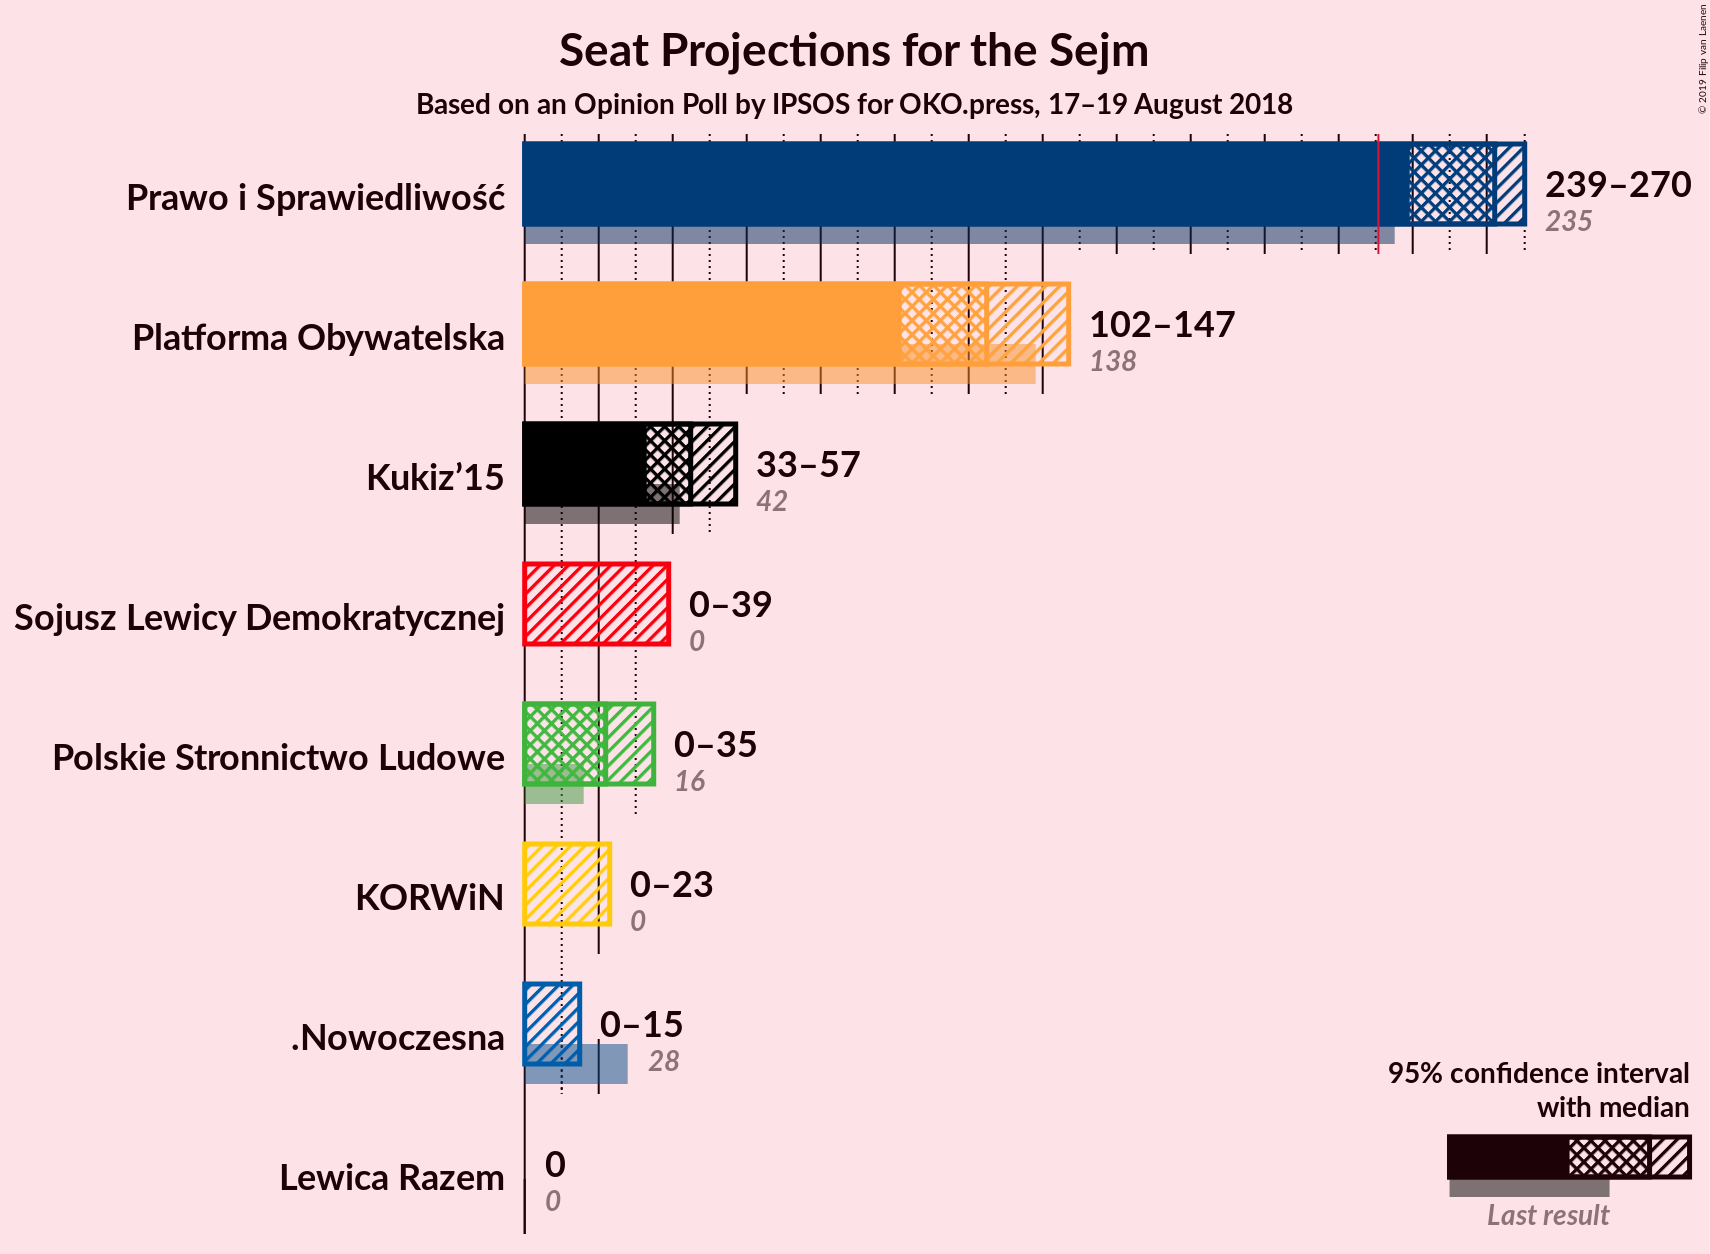 Seat Projections for the Sejm
Based on an Opinion Poll by IPSOS for OKO.press, 17–19 August 2018
© 2019 Filip van Laenen
Prawo i Sprawiedliwość
239–270
235
Platforma Obywatelska
102–147
138
Kukiz’15
33–57
42
Sojusz Lewicy Demokratycznej
0–39
0
Polskie Stronnictwo Ludowe
0–35
16
KORWiN
0–23
0
.Nowoczesna
0–15
28
Lewica Razem
0
0
95% confidence interval
with median
Last result